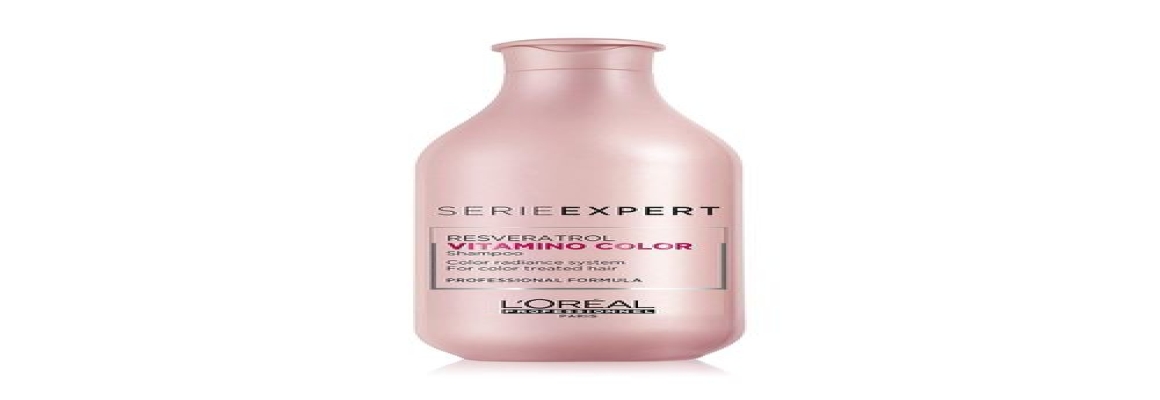 SERIEEXPERT
RESVERATROL
VITAMINO COLOR
Shampoo
Color radiance system
For color treated hair
PROFESSIONAL FORMULA
L'ORÉAL
PROFESSIONNEL
PARIS